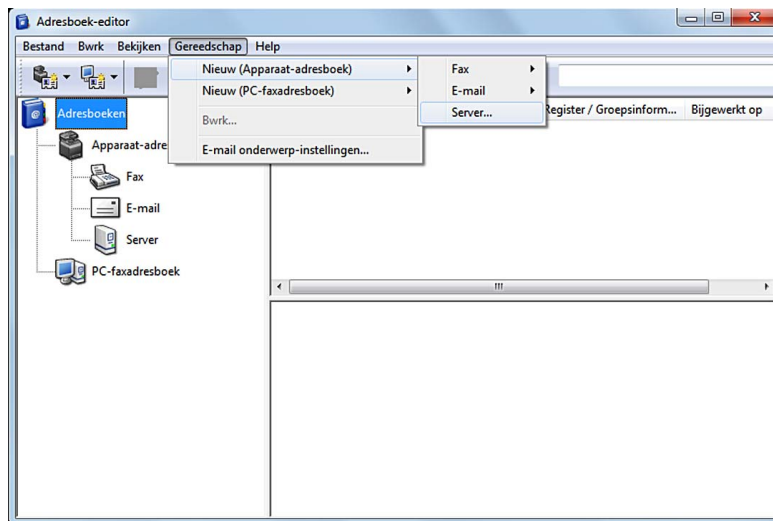 Adresboek-editor
Bestand Bwrk Bekijken Gereedschap Help
Nieuw (Apparaat-adresboek)
Nieuw (PC-faxadresboek)
Bwrk...
E-mail onderwerp-instellingen...
Fax
E-mail
Server...
Register / Groepsinform... Bijgewerkt op
Adresboeken
Apparaat-adre
Fax
E-mail
Server
PC-faxadresboek